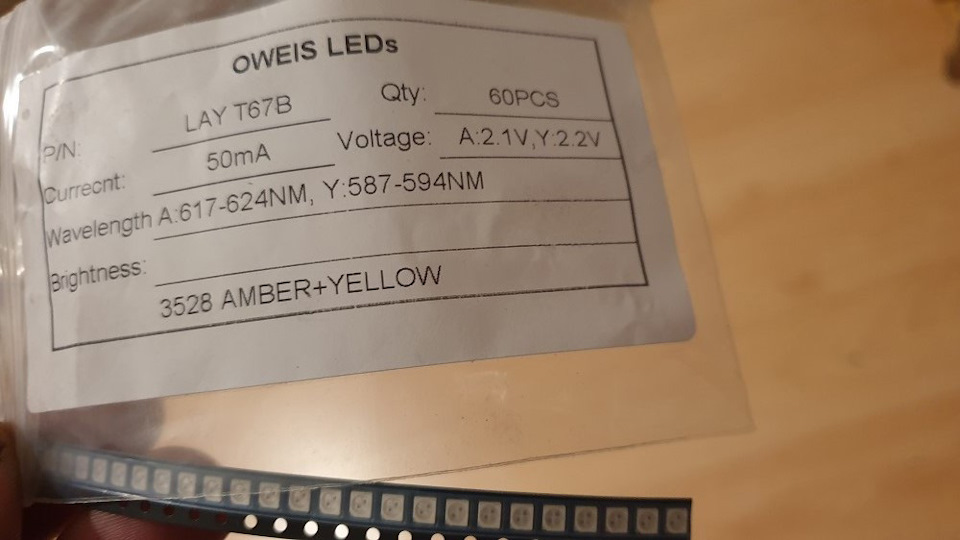 OWEIS LEDs
P/N: LAY T67B Qty: 60PCS
Currecnt: 50mA Voltage: A:2.1V,Y:2.2V
Wavelength A:617-624NM, Y:587-594NM
Brightness:
3528 AMBER+YELLOW